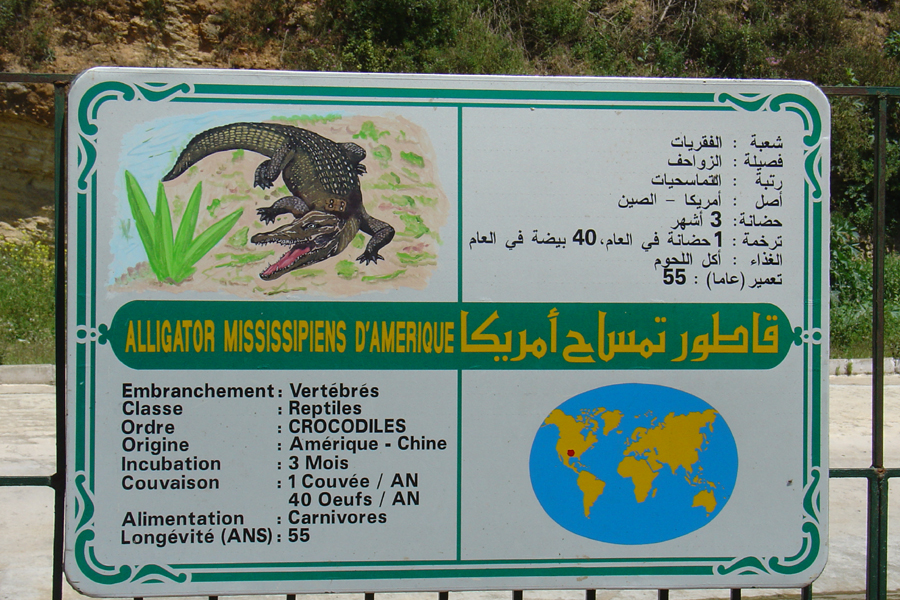 شعبة : الفقريات
فصيلة : الزواحف
رتبة : التماسحيات
أصل : أمريكا - الصين
حضانة: 3 أشهر
ترخمة : 1 حضانة في العام، 40 بيضة في العام
الغذاء : أكل اللحوم
تعمير (عاما) : 55
ALLIGATOR MISSISSIPIENS D'AMERIQUE قاطور تمساح أمريكا
Embranchement : Vertébrés
Classe : Reptiles
Ordre : CROCODILES
Origine : Amérique - Chine
Incubation : 3 Mois
Couvaison : 1 Couvée / AN
40 Oeufs / AN
Alimentation : Carnivores
Longévité (ANS) : 55